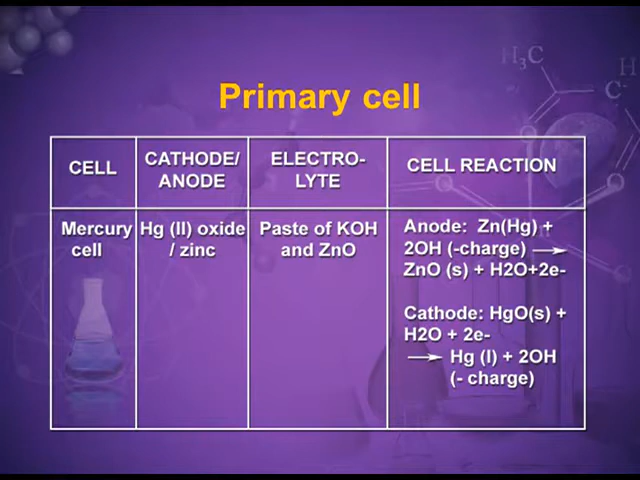 H₃C
H
C
Primary cell
CELL
CATHODE/
ANODE
ELECTRO-
LYTE
CELL REACTION
Mercury
cell
Hg (II) oxide
/ zinc
Paste of KOH
and ZnO
Anode: Zn(Hg) +
2OH (-charge) ⟶
ZnO (s) + H2O+2e-
Cathode: HgO(s) +
H2O + 2e-
⟶ Hg (l) + 2OH
(- charge)